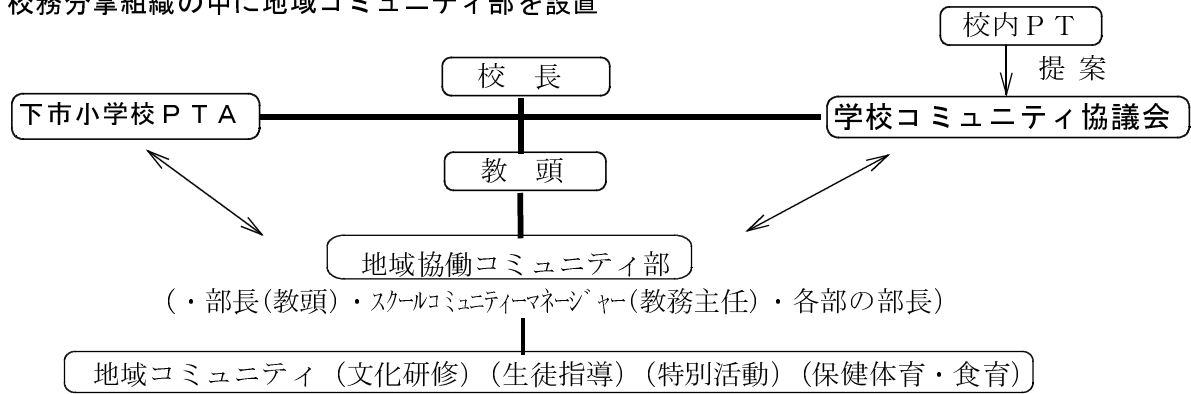 校務分掌組織の中に地域コミュニティ部を設置
校内ＰＴ
提 案
校　長
下市小学校ＰＴＡ
学校コミュニティ協議会
教　頭
地域協働コミュニティ部
（・部長(教頭)・ｽｸｰﾙｺﾐｭﾆﾃｨｰﾏﾈｰｼﾞｬｰ(教務主任)・各部の部長）
地域コミュニティ（文化研修）（生徒指導）（特別活動）（保健体育・食育）